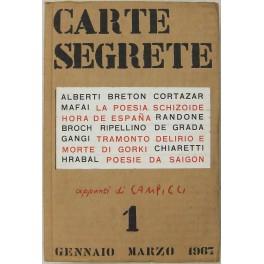 CARTE
SEGRETE
ALBERTI BRETON CORTAZAR
MAFAI LA POESIA SCHIZOIDE
HORA DE ESPAÑA RANDONE
BROCH RIPELLINO DE GRADA
GANGI TRAMONTO DELIRIO E
MORTE DI GORKI CHIARETTI
HRABAL POESIE DA SAIGON
appunti di CAMPIGLI
1
GENNAIO MARZO 1967